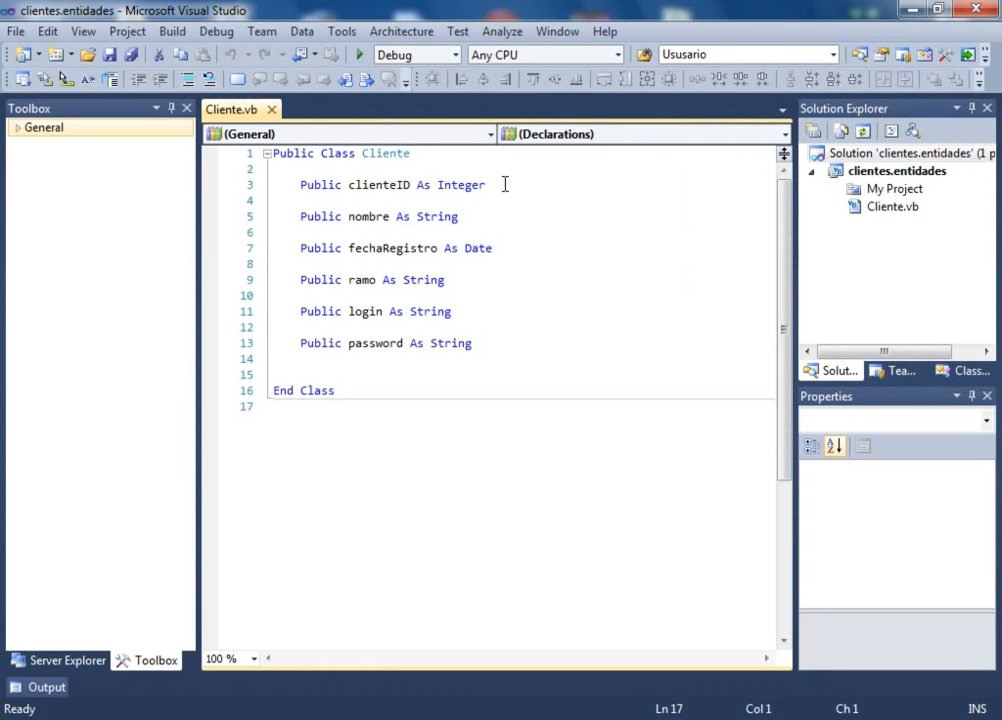 clientes.entidades - Microsoft Visual Studio
File Edit View Project Build Debug Team Data Tools Architecture Test Analyze Window Help
Debug Any CPU Ususario
Toolbox
General
Cliente.vb
(General) (Declarations)
1 Public Class Cliente
2
3 Public clienteID As Integer
4
5 Public nombre As String
6
7 Public fechaRegistro As Date
8
9 Public ramo As String
10
11 Public login As String
12
13 Public password As String
14
15
16 End Class
17
100 %
Solution Explorer
Solution 'clientes.entidades' (1 p
clientes.entidades
My Project
Cliente.vb
Solut... Tea... Class...
Properties
Server Explorer Toolbox
Output
Ready Ln 17 Col 1 Ch 1 INS